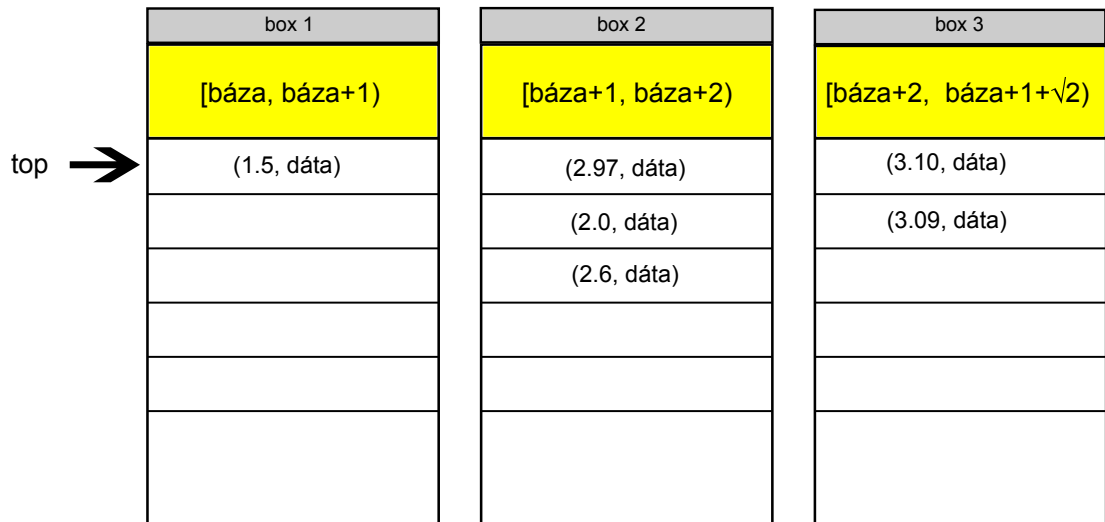 box 1
box 2
box 3
[báza, báza+1)
[báza+1, báza+2)
[báza+2, báza+1+√2)
top
(1.5, dáta)
(2.97, dáta)
(3.10, dáta)
(2.0, dáta)
(3.09, dáta)
(2.6, dáta)